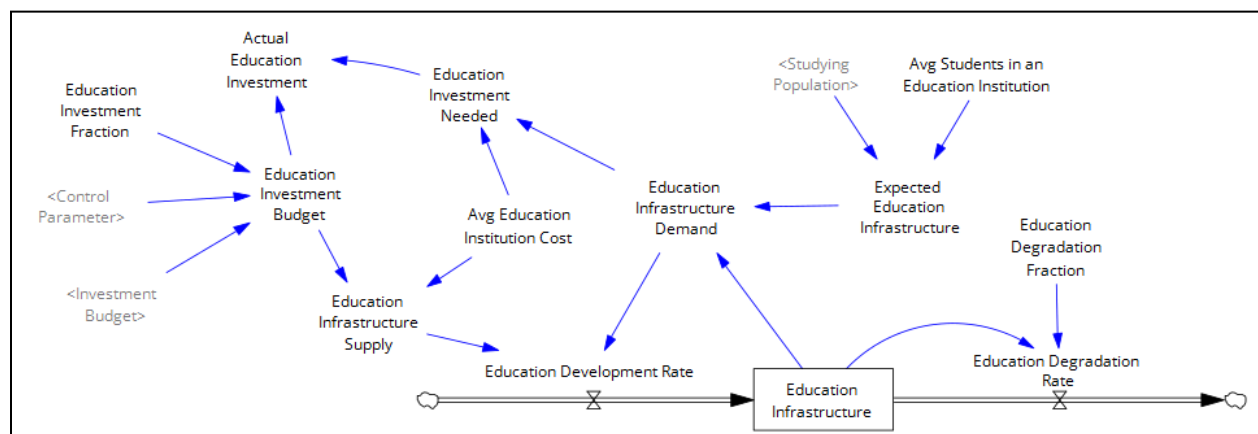 Actual
Education
Investment
Education
Investment
Needed
<Studying
Population>
Avg Students in an
Education Institution
Education
Investment
Fraction
Education
Investment
Budget
<Control
Parameter>
<Investment
Budget>
Avg Education
Institution Cost
Education
Infrastructure
Demand
Expected
Education
Infrastructure
Education
Degradation
Fraction
Education
Infrastructure
Supply
Education Development Rate
Education
Infrastructure
Education Degradation
Rate